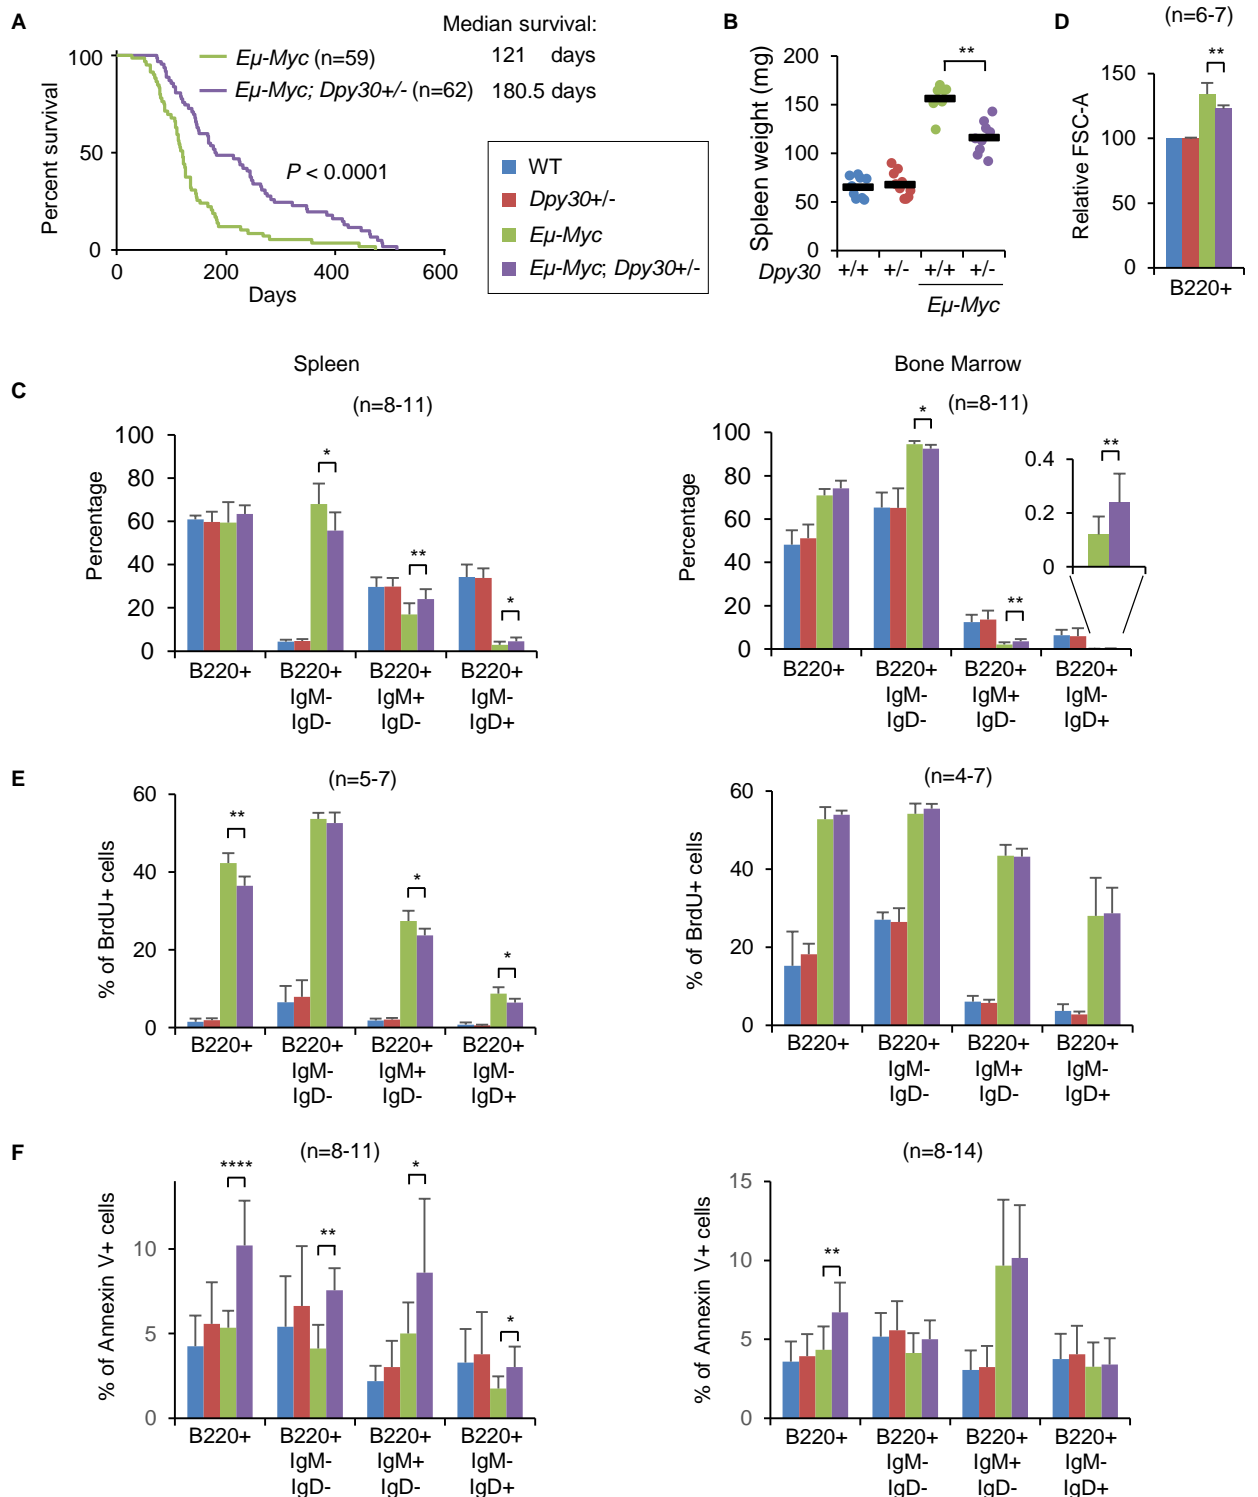 A
Median survival:
Eμ-Myc (n=59) 121 days
Eμ-Myc; Dpy30+/- (n=62) 180.5 days
P < 0.0001
Percent survival
100
50
0
0 200 400 600
Days
WT
Dpy30+/-
Eμ-Myc
Eμ-Myc; Dpy30+/-
B
Spleen weight (mg)
200
150
100
50
0
**
Dpy30 +/+ +/- +/+ +/-
Eμ-Myc
D
(n=6-7)
**
Relative FSC-A
150
100
50
0
B220+
C
Spleen
(n=8-11)
Percentage
100
80
60
40
20
0
* ** *
B220+ B220+ B220+ B220+
IgM- IgM+ IgM-
IgD- IgD- IgD+
Bone Marrow
(n=8-11)
Percentage
100
80
60
40
20
0
* **
0.4
0.2
0
**
B220+ B220+ B220+ B220+
IgM- IgM+ IgM-
IgD- IgD- IgD+
E
(n=5-7)
% of BrdU+ cells
60
40
20
0
** * *
B220+ B220+ B220+ B220+
IgM- IgM+ IgM-
IgD- IgD- IgD+
(n=4-7)
% of BrdU+ cells
60
40
20
0
B220+ B220+ B220+ B220+
IgM- IgM+ IgM-
IgD- IgD- IgD+
F
(n=8-11)
% of Annexin V+ cells
10
5
0
**** ** * *
B220+ B220+ B220+ B220+
IgM- IgM+ IgM-
IgD- IgD- IgD+
(n=8-14)
% of Annexin V+ cells
15
10
5
0
**
B220+ B220+ B220+ B220+
IgM- IgM+ IgM-
IgD- IgD- IgD+